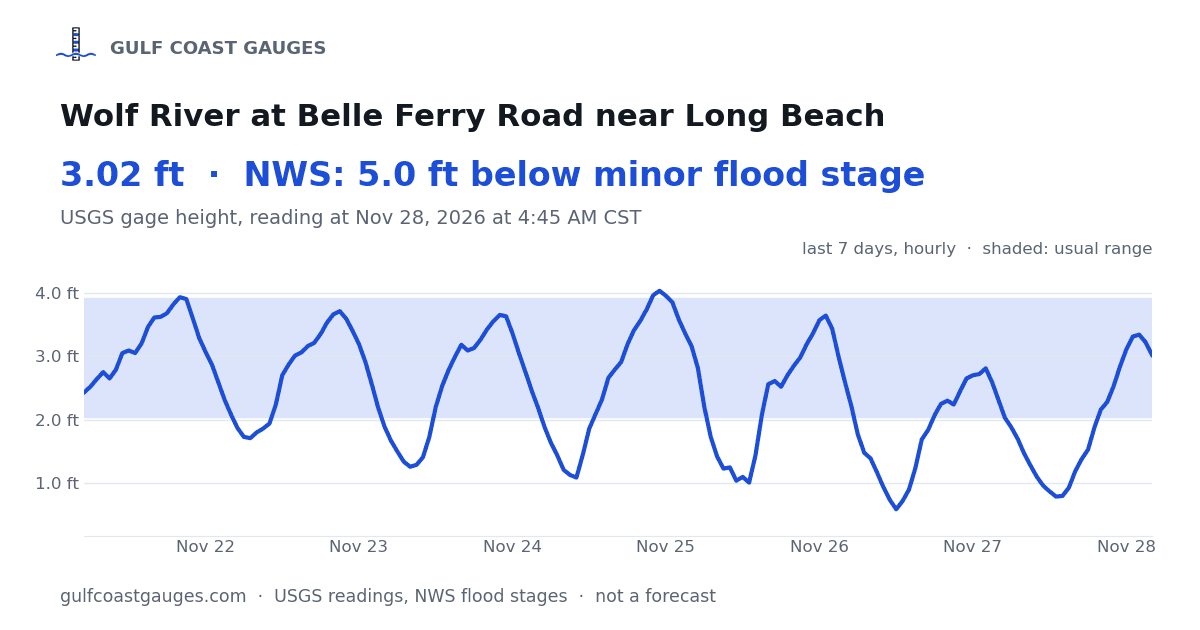 GULF COAST GAUGES
Wolf River at Belle Ferry Road near Long Beach
3.02 ft · NWS: 5.0 ft below minor flood stage
USGS gage height, reading at Nov 28, 2026 at 4:45 AM CST
last 7 days, hourly · shaded: usual range
4.0 ft
3.0 ft
2.0 ft
1.0 ft
Nov 22 Nov 23 Nov 24 Nov 25 Nov 26 Nov 27 Nov 28
gulfcoastgauges.com · USGS readings, NWS flood stages · not a forecast